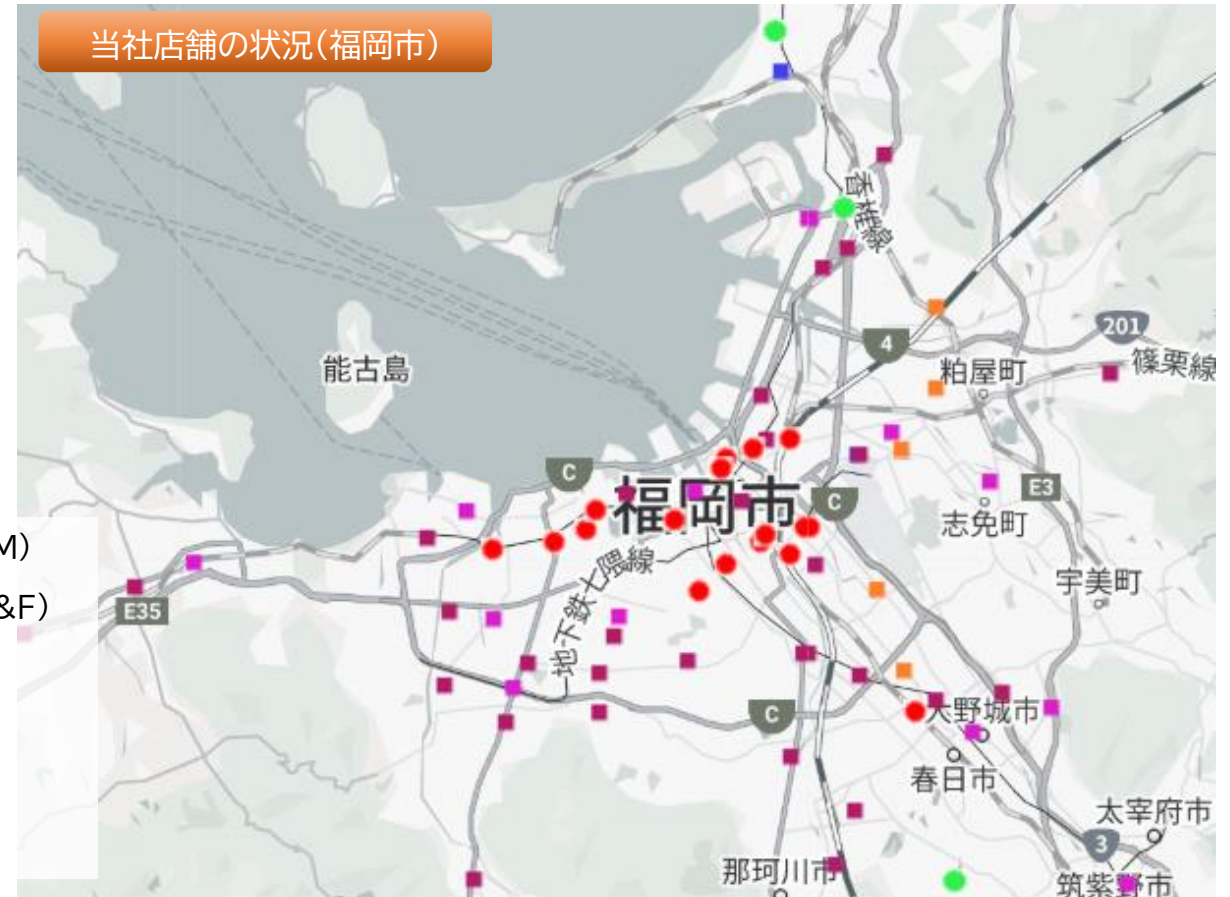 当社店舗の状況(福岡市)
香椎線
4
201
粕屋町
篠栗線
能古島
C
福岡市
C
E3
志免町
M)
地下鉄七隈線
宇美町
&F)
E35
C
大野城市
春日市
太宰府市
3
那珂川市
筑紫野市